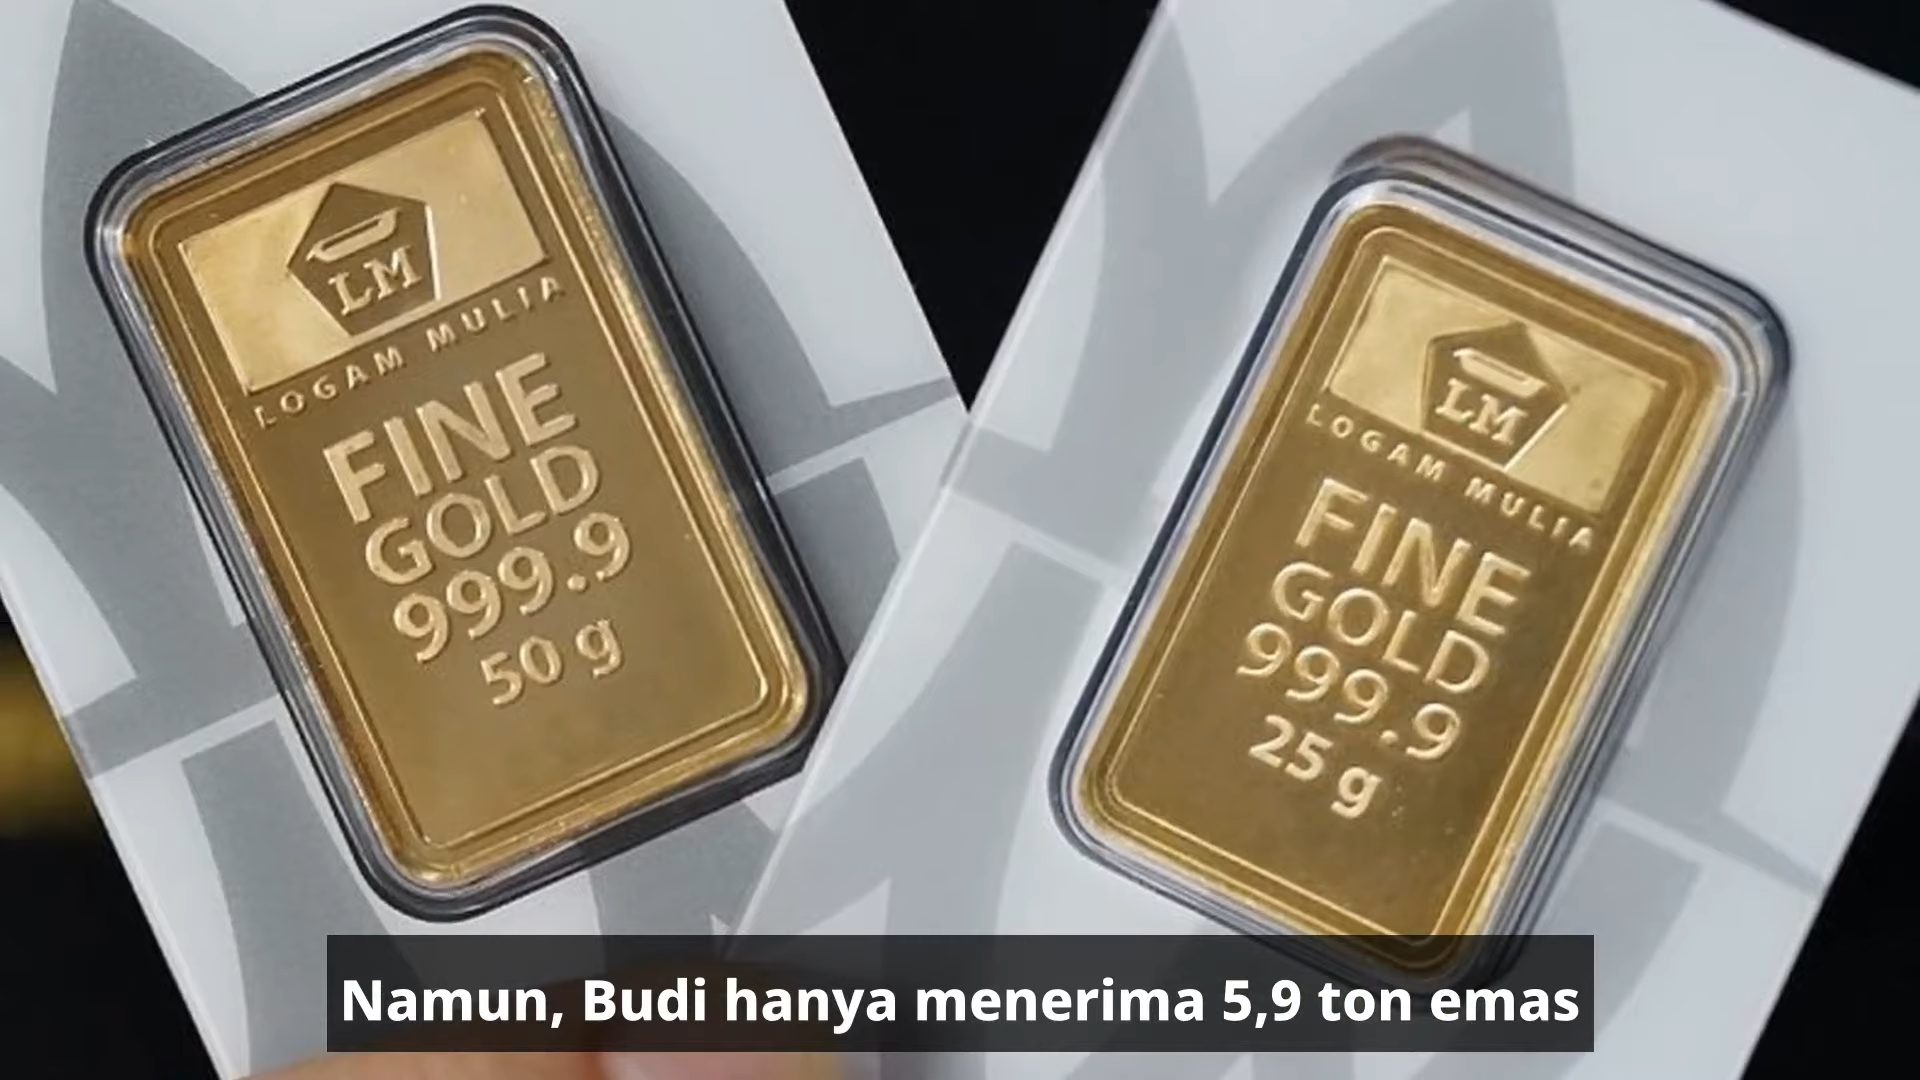 LM
LOGAM MULIA
FINE
GOLD
999.9
50 g
LM
LOGAM MULIA
FINE
GOLD
999.9
25 g
Namun, Budi hanya menerima 5,9 ton emas